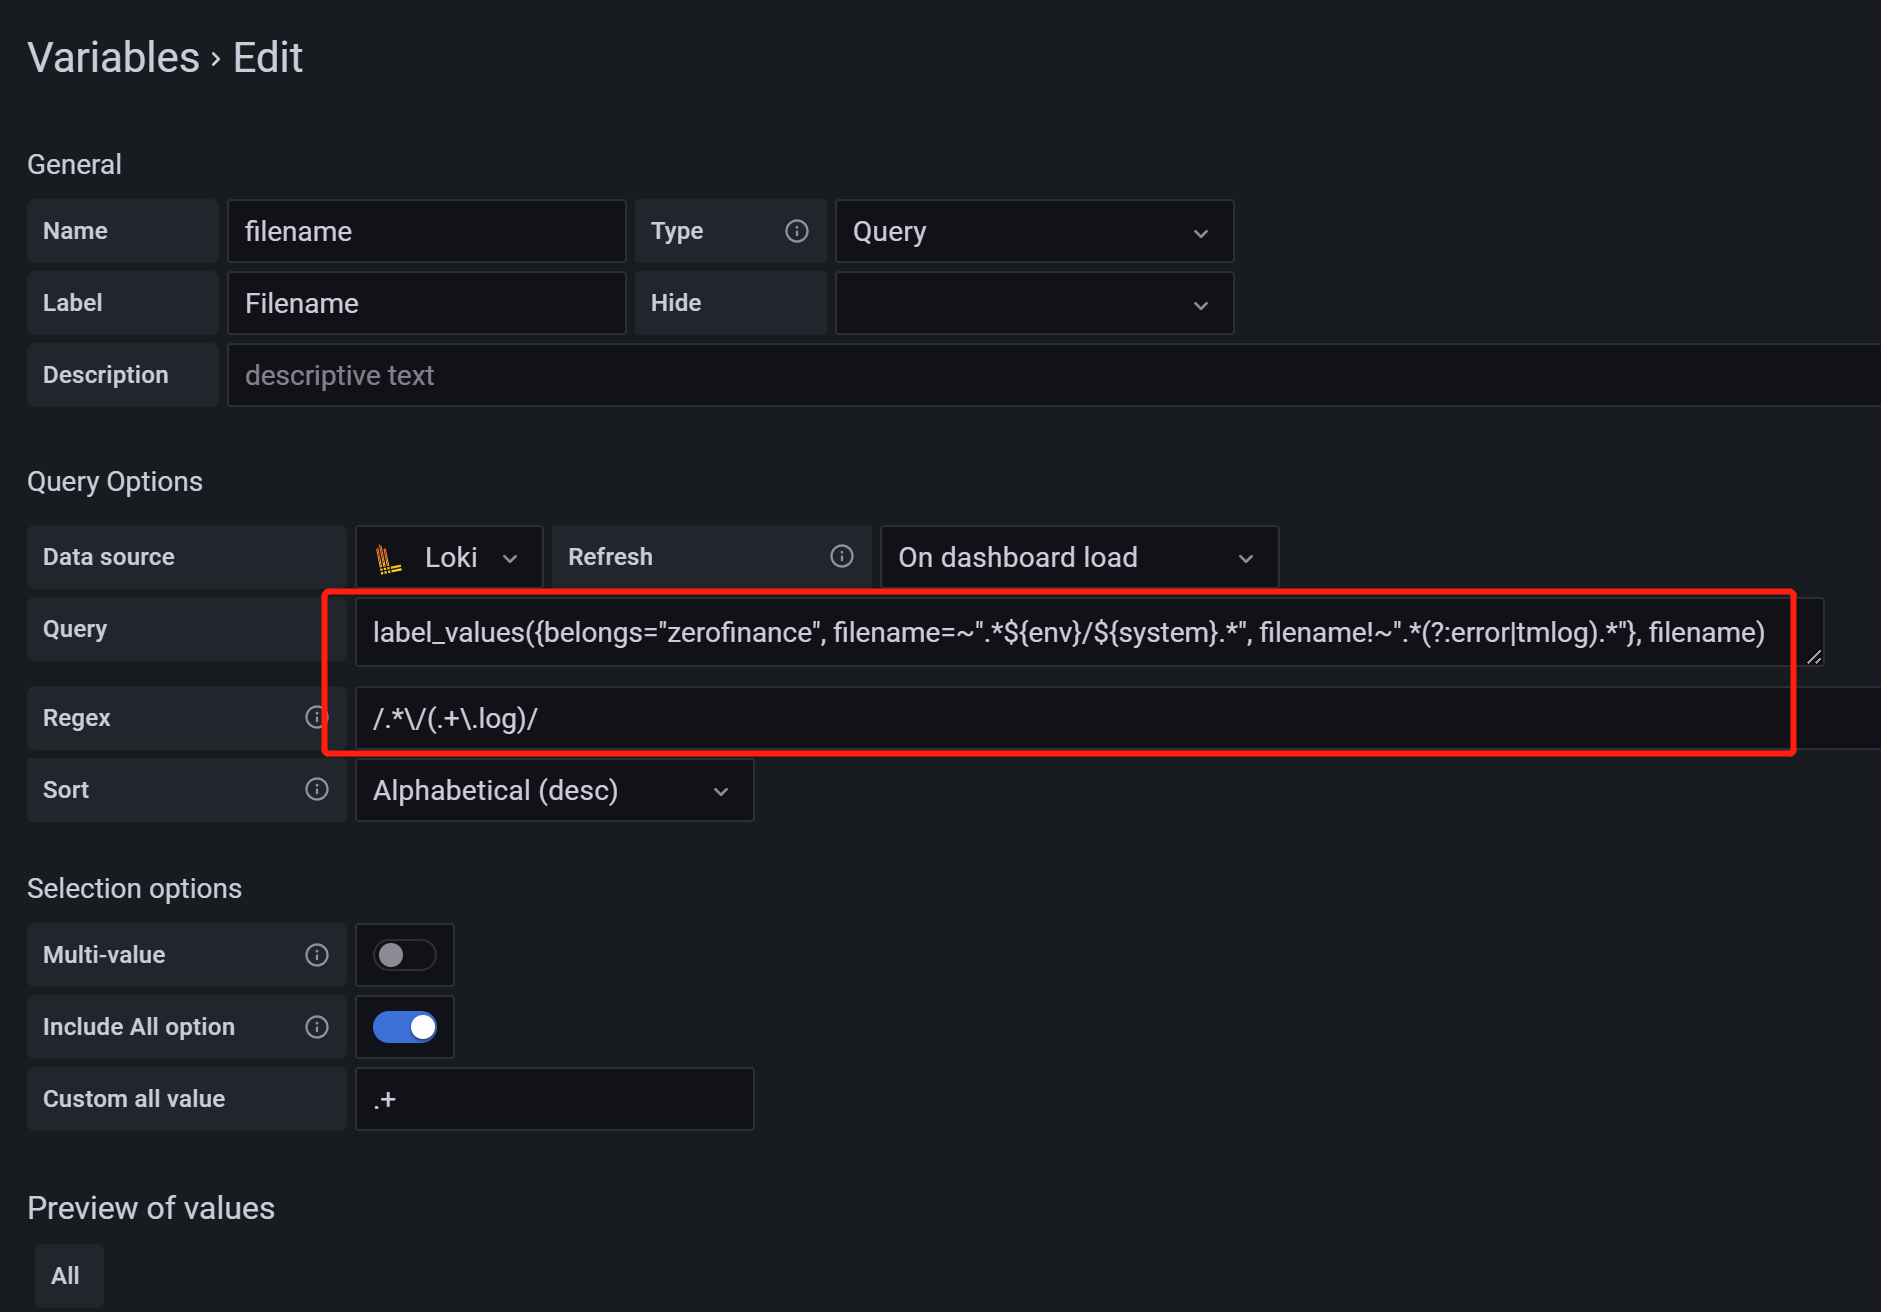 Variables › Edit
General
Name filename Type Query
Label Filename Hide
Description descriptive text
Query Options
Data source Loki Refresh On dashboard load
Query label_values({belongs="zerofinance", filename=~".*${env}/${system}.*", filename!~".*(?:error|tmlog).*"}, filename)
Regex /.*\/(.+\.log)/
Sort Alphabetical (desc)
Selection options
Multi-value
Include All option
Custom all value .+
Preview of values
All